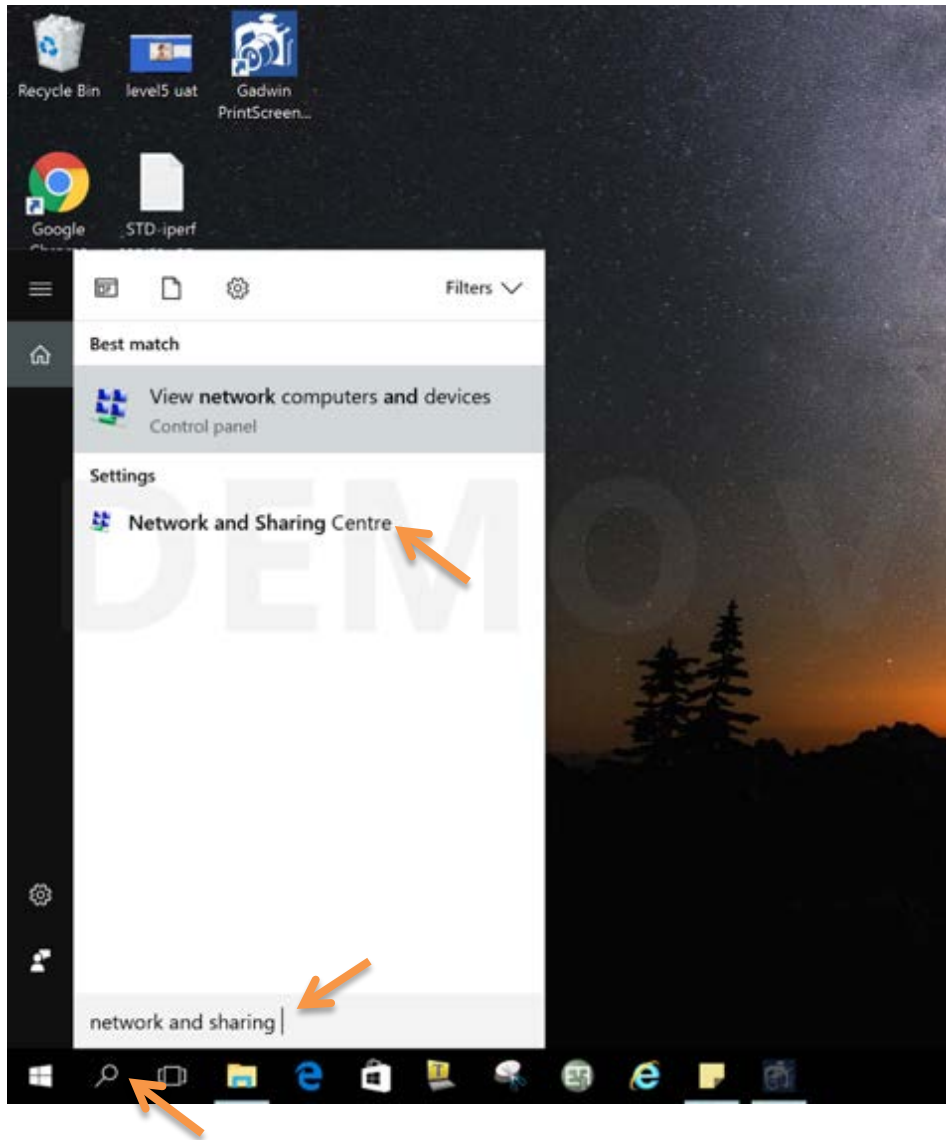 Recycle Bin
level5 uat
Gadwin
PrintScreen...
Google
STD-iperf
Filters
Best match
View network computers and devices
Control panel
Settings
Network and Sharing Centre
DEMO V
network and sharing